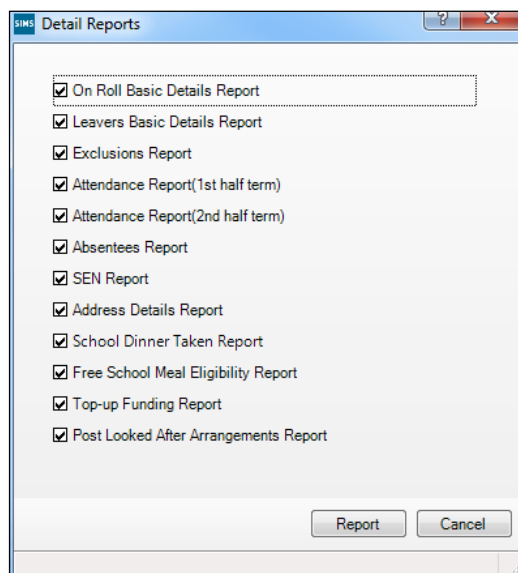 SIMS Detail Reports ?
On Roll Basic Details Report
Leavers Basic Details Report
Exclusions Report
Attendance Report(1st half term)
Attendance Report(2nd half term)
Absentees Report
SEN Report
Address Details Report
School Dinner Taken Report
Free School Meal Eligibility Report
Top-up Funding Report
Post Looked After Arrangements Report
Report Cancel